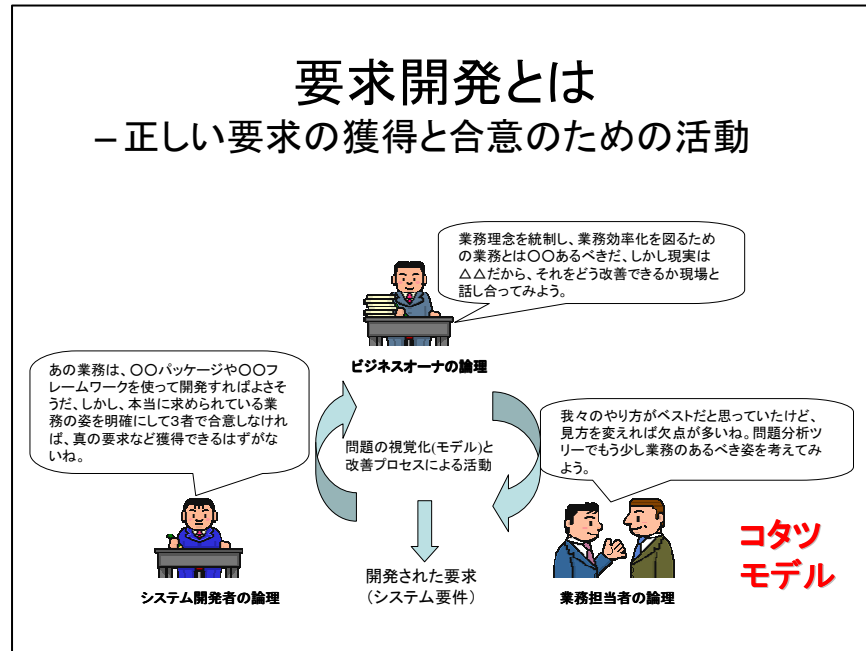 要求開発とは
–正しい要求の獲得と合意のための活動
業務理念を統制し、業務効率化を図るため
の業務とは〇〇あるべきだ、しかし現実は
△△だから、それをどう改善できるか現場と
話し合ってみよう。
ビジネスオーナの論理
あの業務は、〇〇パッケージや〇〇フ
レームワークを使って開発すればよさそ
うだ、しかし、本当に求められている業
務の姿を明確にして3者で合意しなけれ
ば、真の要求など獲得できるはずがな
いね。
問題の視覚化(モデル)と
改善プロセスによる活動
我々のやり方がベストだと思っていたけど、
見方を変えれば欠点が多いね。問題分析ツ
リーでもう少し業務のあるべき姿を考えてみ
よう。
システム開発者の論理
開発された要求
(システム要件)
業務担当者の論理
コタツ
モデル